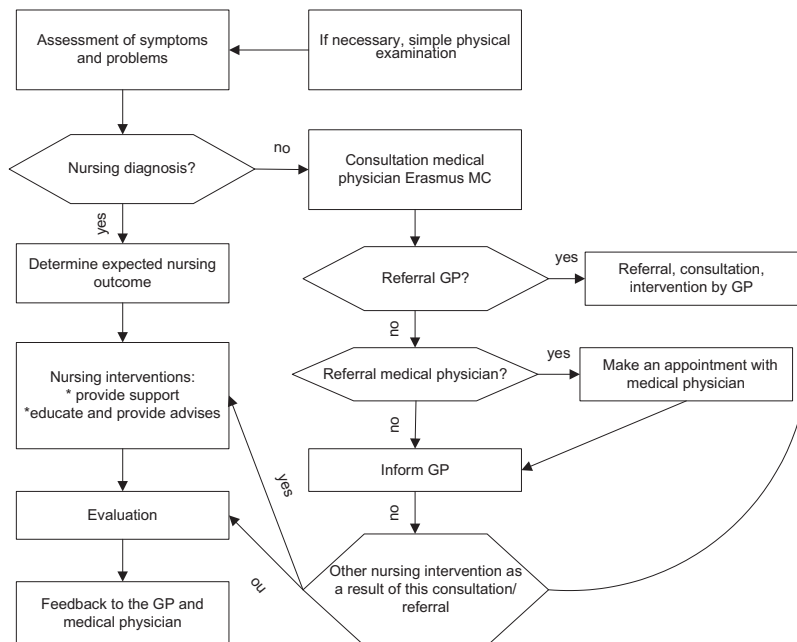 Assessment of symptoms
and problems
If necessary, simple physical
examination
Nursing diagnosis?
no
Consultation medical
physician Erasmus MC
yes
Determine expected nursing
outcome
Referral GP?
yes
Referral, consultation,
intervention by GP
no
Nursing interventions:
* provide support
*educate and provide advises
Referral medical physician?
yes
Make an appointment with
medical physician
no
Inform GP
yes
Evaluation
no
no
Other nursing intervention as
a result of this consultation/
referral
Feedback to the GP and
medical physician